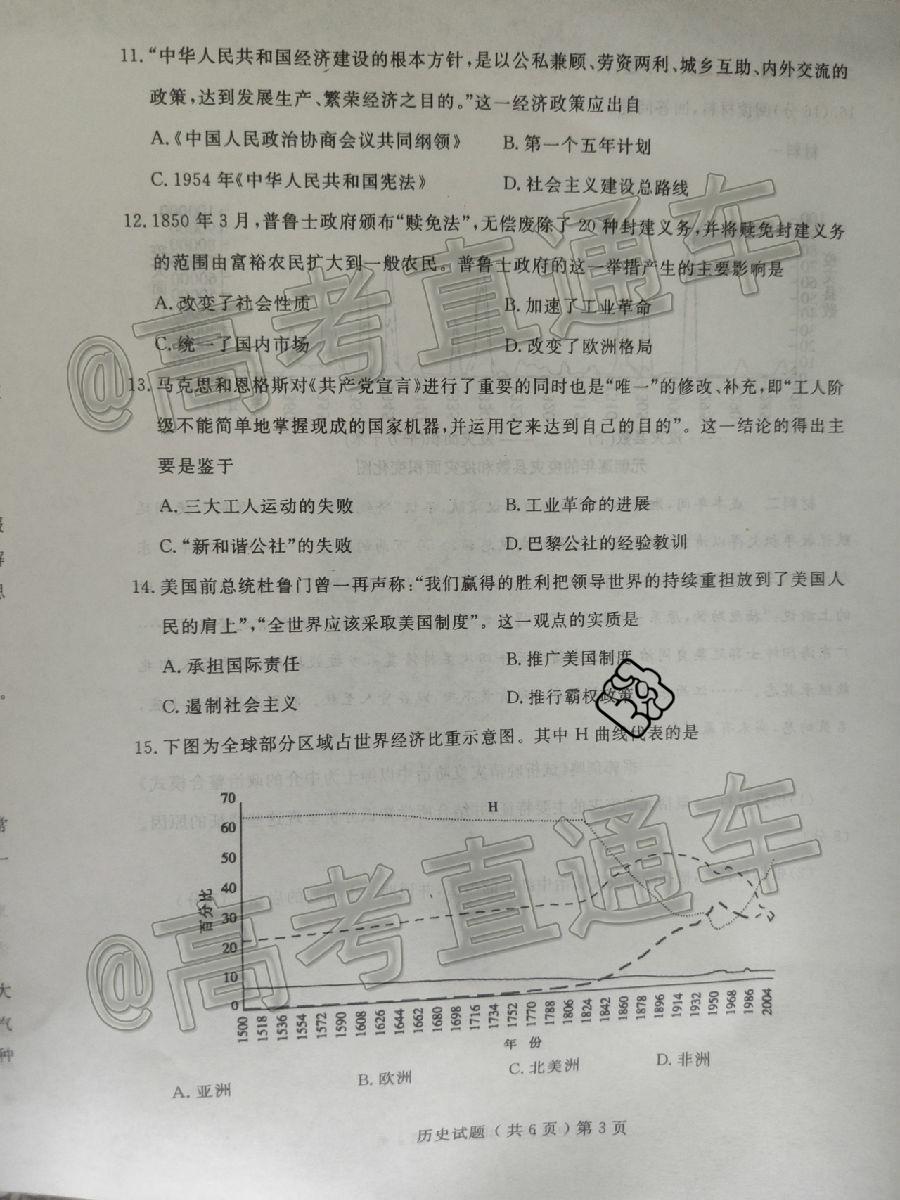 11.“中华人民共和国经济建设的根本方针,是以公私兼顾、劳资两利、城乡互助、内外交流的
政策,达到发展生产、繁荣经济之目的。”这一经济政策应出自
A.《中国人民政治协商会议共同纲领》 B. 第一个五年计划
C. 1954 年《中华人民共和国宪法》 D. 社会主义建设总路线
12. 1850 年 3 月,普鲁士政府颁布“赎免法”,无偿废除了 20 种封建义务,并将赎免封建义务
的范围由富裕农民扩大到一般农民。普鲁士政府的这一举措产生的主要影响是
A. 改变了社会性质 B. 加速了工业革命
C. 统一了国内市场 D. 改变了欧洲格局
13. 马克思和恩格斯对《共产党宣言》进行了重要的同时也是“唯一”的修改、补充,即“工人阶
级不能简单地掌握现成的国家机器,并运用它来达到自己的目的”。这一结论的得出主
要是鉴于
A. 三大工人运动的失败 B. 工业革命的进展
C.“新和谐公社”的失败 D. 巴黎公社的经验教训
14. 美国前总统杜鲁门曾一再声称:“我们赢得的胜利把领导世界的持续重担放到了美国人
民的肩上”,“全世界应该采取美国制度”。这一观点的实质是
A. 承担国际责任 B. 推广美国制度
C. 遏制社会主义 D. 推行霸权政策
15. 下图为全球部分区域占世界经济比重示意图。其中 H 曲线代表的是
70
H
60
50
40
百分比
30
20
10
0
1500 1518 1536 1554 1572 1590 1608 1626 1644 1662 1680 1698 1716 1734 1752 1770 1788 1806 1824 1842 1860 1878 1896 1914 1932 1950 1968 1986 2004
年 份
A. 亚洲 B. 欧洲 C. 北美洲 D. 非洲
历史试题(共 6 页)第 3 页
@高考直通车
@高考直通车